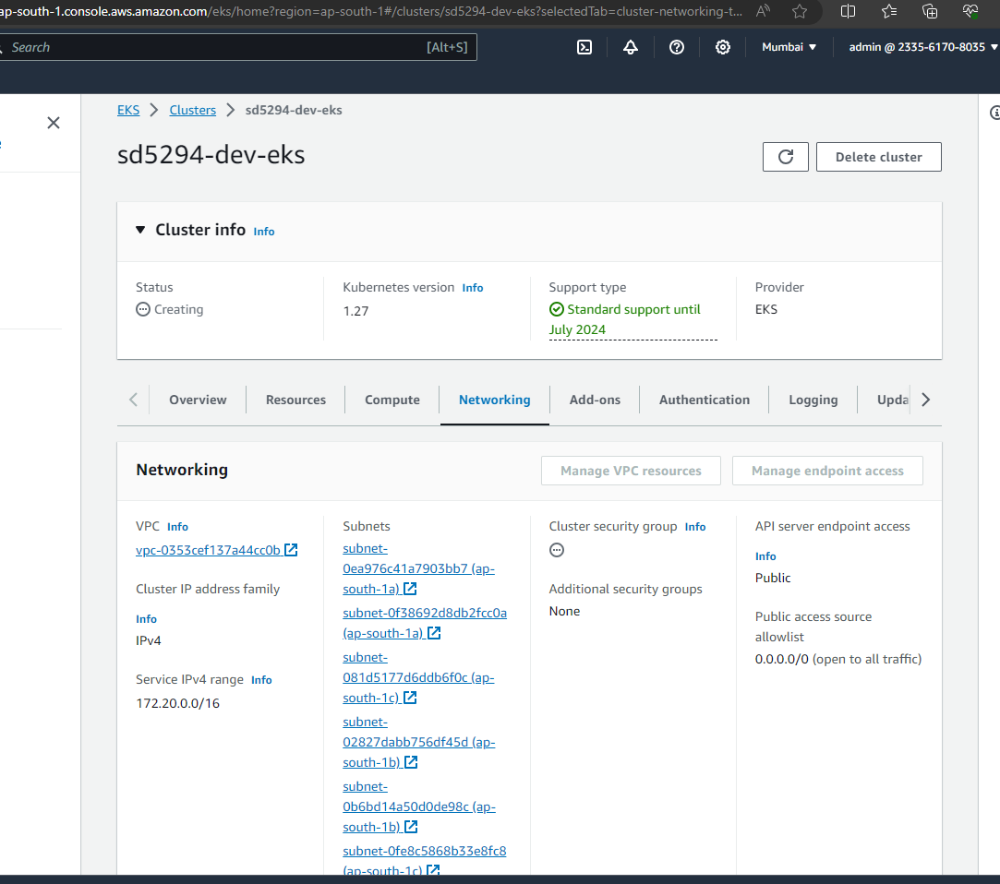 ap-south-1.console.aws.amazon.com/eks/home?region=ap-south-1#/clusters/sd5294-dev-eks?selectedTab=cluster-networking-t...
Search [Alt+S] Mumbai ▼ admin @ 2335-6170-8035 ▼
EKS > Clusters > sd5294-dev-eks
sd5294-dev-eks
Delete cluster
▼ Cluster info Info
Status
Creating
Kubernetes version Info
1.27
Support type
Standard support until
July 2024
Provider
EKS
Overview Resources Compute Networking Add-ons Authentication Logging Upda
Networking
Manage VPC resources Manage endpoint access
VPC Info
vpc-0353cef137a44cc0b
Cluster IP address family
Info
IPv4
Service IPv4 range Info
172.20.0.0/16
Subnets
subnet-
0ea976c41a7903bb7 (ap-
south-1a)
subnet-0f38692d8db2fcc0a
(ap-south-1a)
subnet-
081d5177d6ddb6f0c (ap-
south-1c)
subnet-
02827dabb756df45d (ap-
south-1b)
subnet-
0b6bd14a50d0de98c (ap-
south-1b)
subnet-0fe8c5868b33e8fc8
(ap-south-1c)
Cluster security group Info
Additional security groups
None
API server endpoint access
Info
Public
Public access source
allowlist
0.0.0.0/0 (open to all traffic)